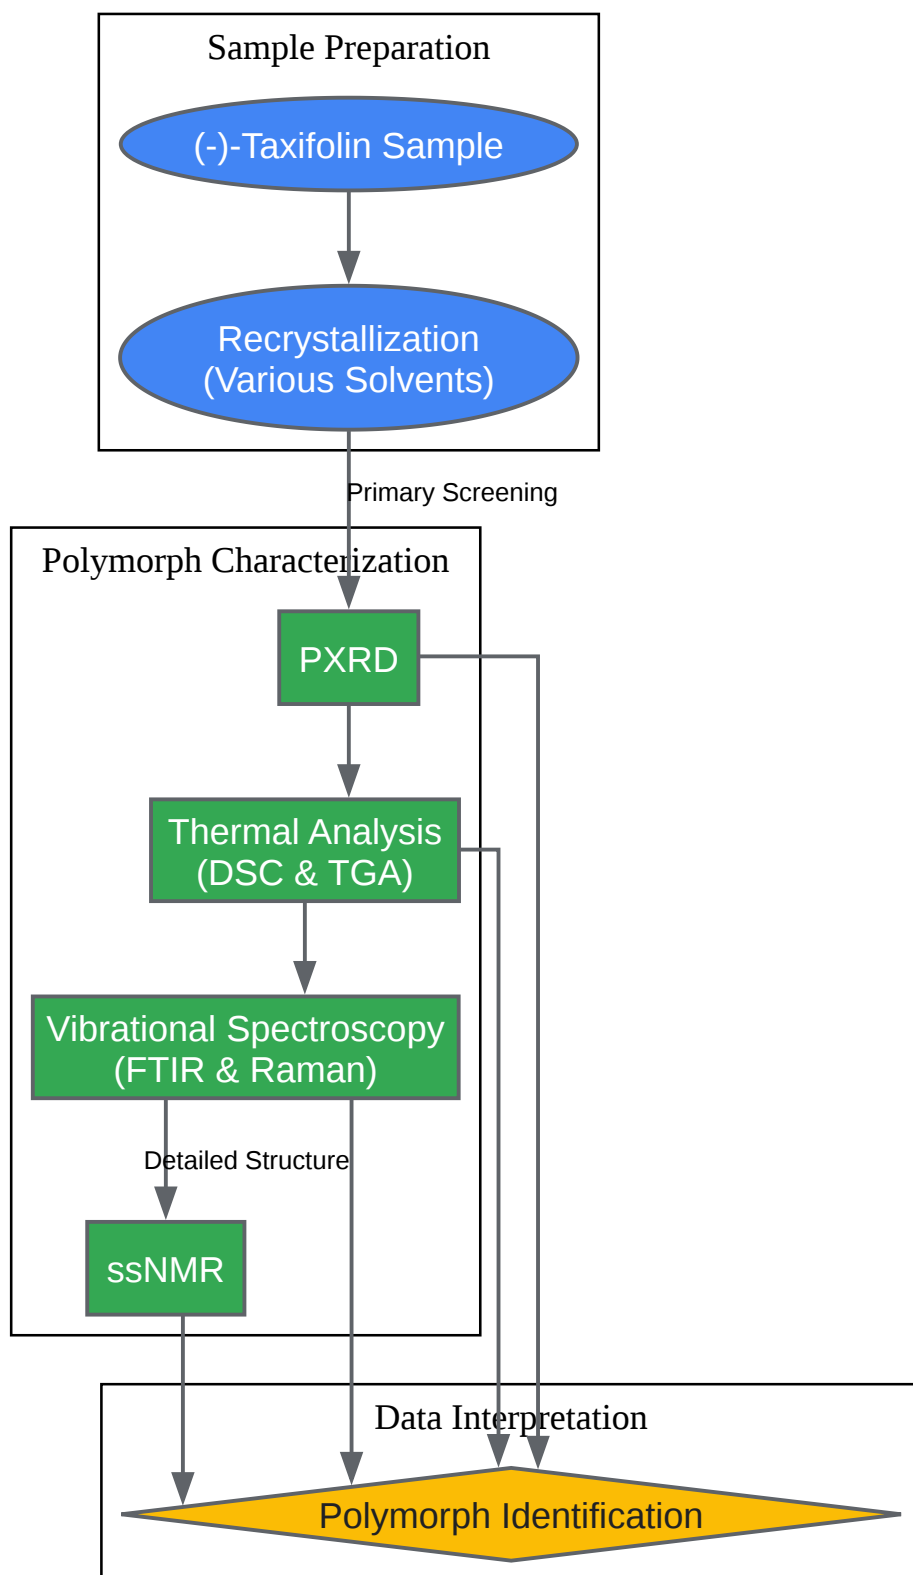 Sample Preparation
(-)-Taxifolin Sample
Recrystallization
(Various Solvents)
Primary Screening
Polymorph Characterization
PXRD
Thermal Analysis
(DSC & TGA)
Vibrational Spectroscopy
(FTIR & Raman)
Detailed Structure
ssNMR
Data Interpretation
Polymorph Identification